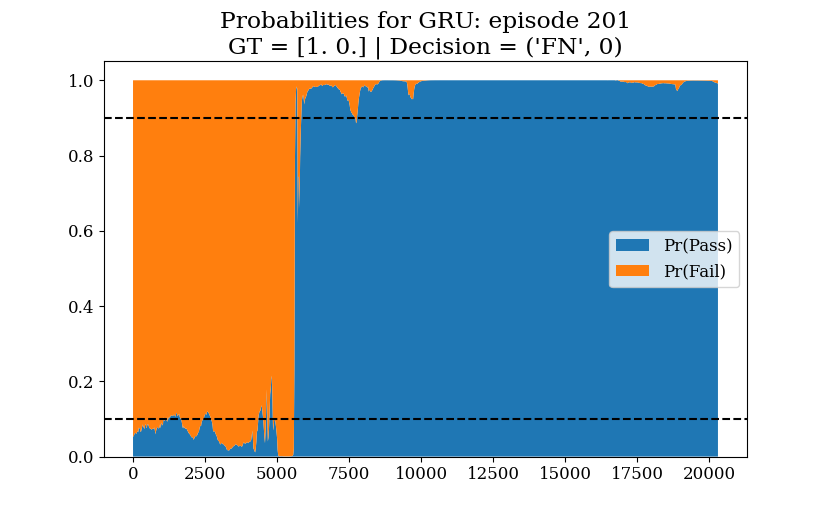 Probabilities for GRU: episode 201
GT = [1. 0.] | Decision = ('FN', 0)
1.0
0.8
0.6
0.4
0.2
0.0
Pr(Pass)
Pr(Fail)
0 2500 5000 7500 10000 12500 15000 17500 20000